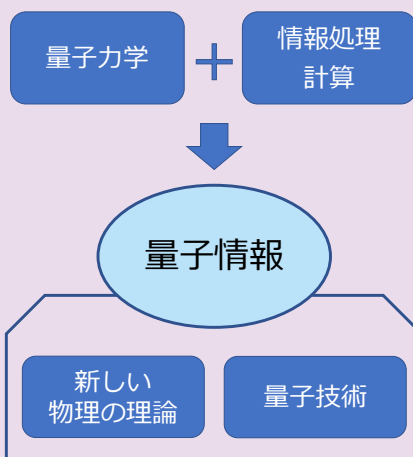 量子力学
+
情報処理
計算
量子情報
新しい
物理の理論
量子技術